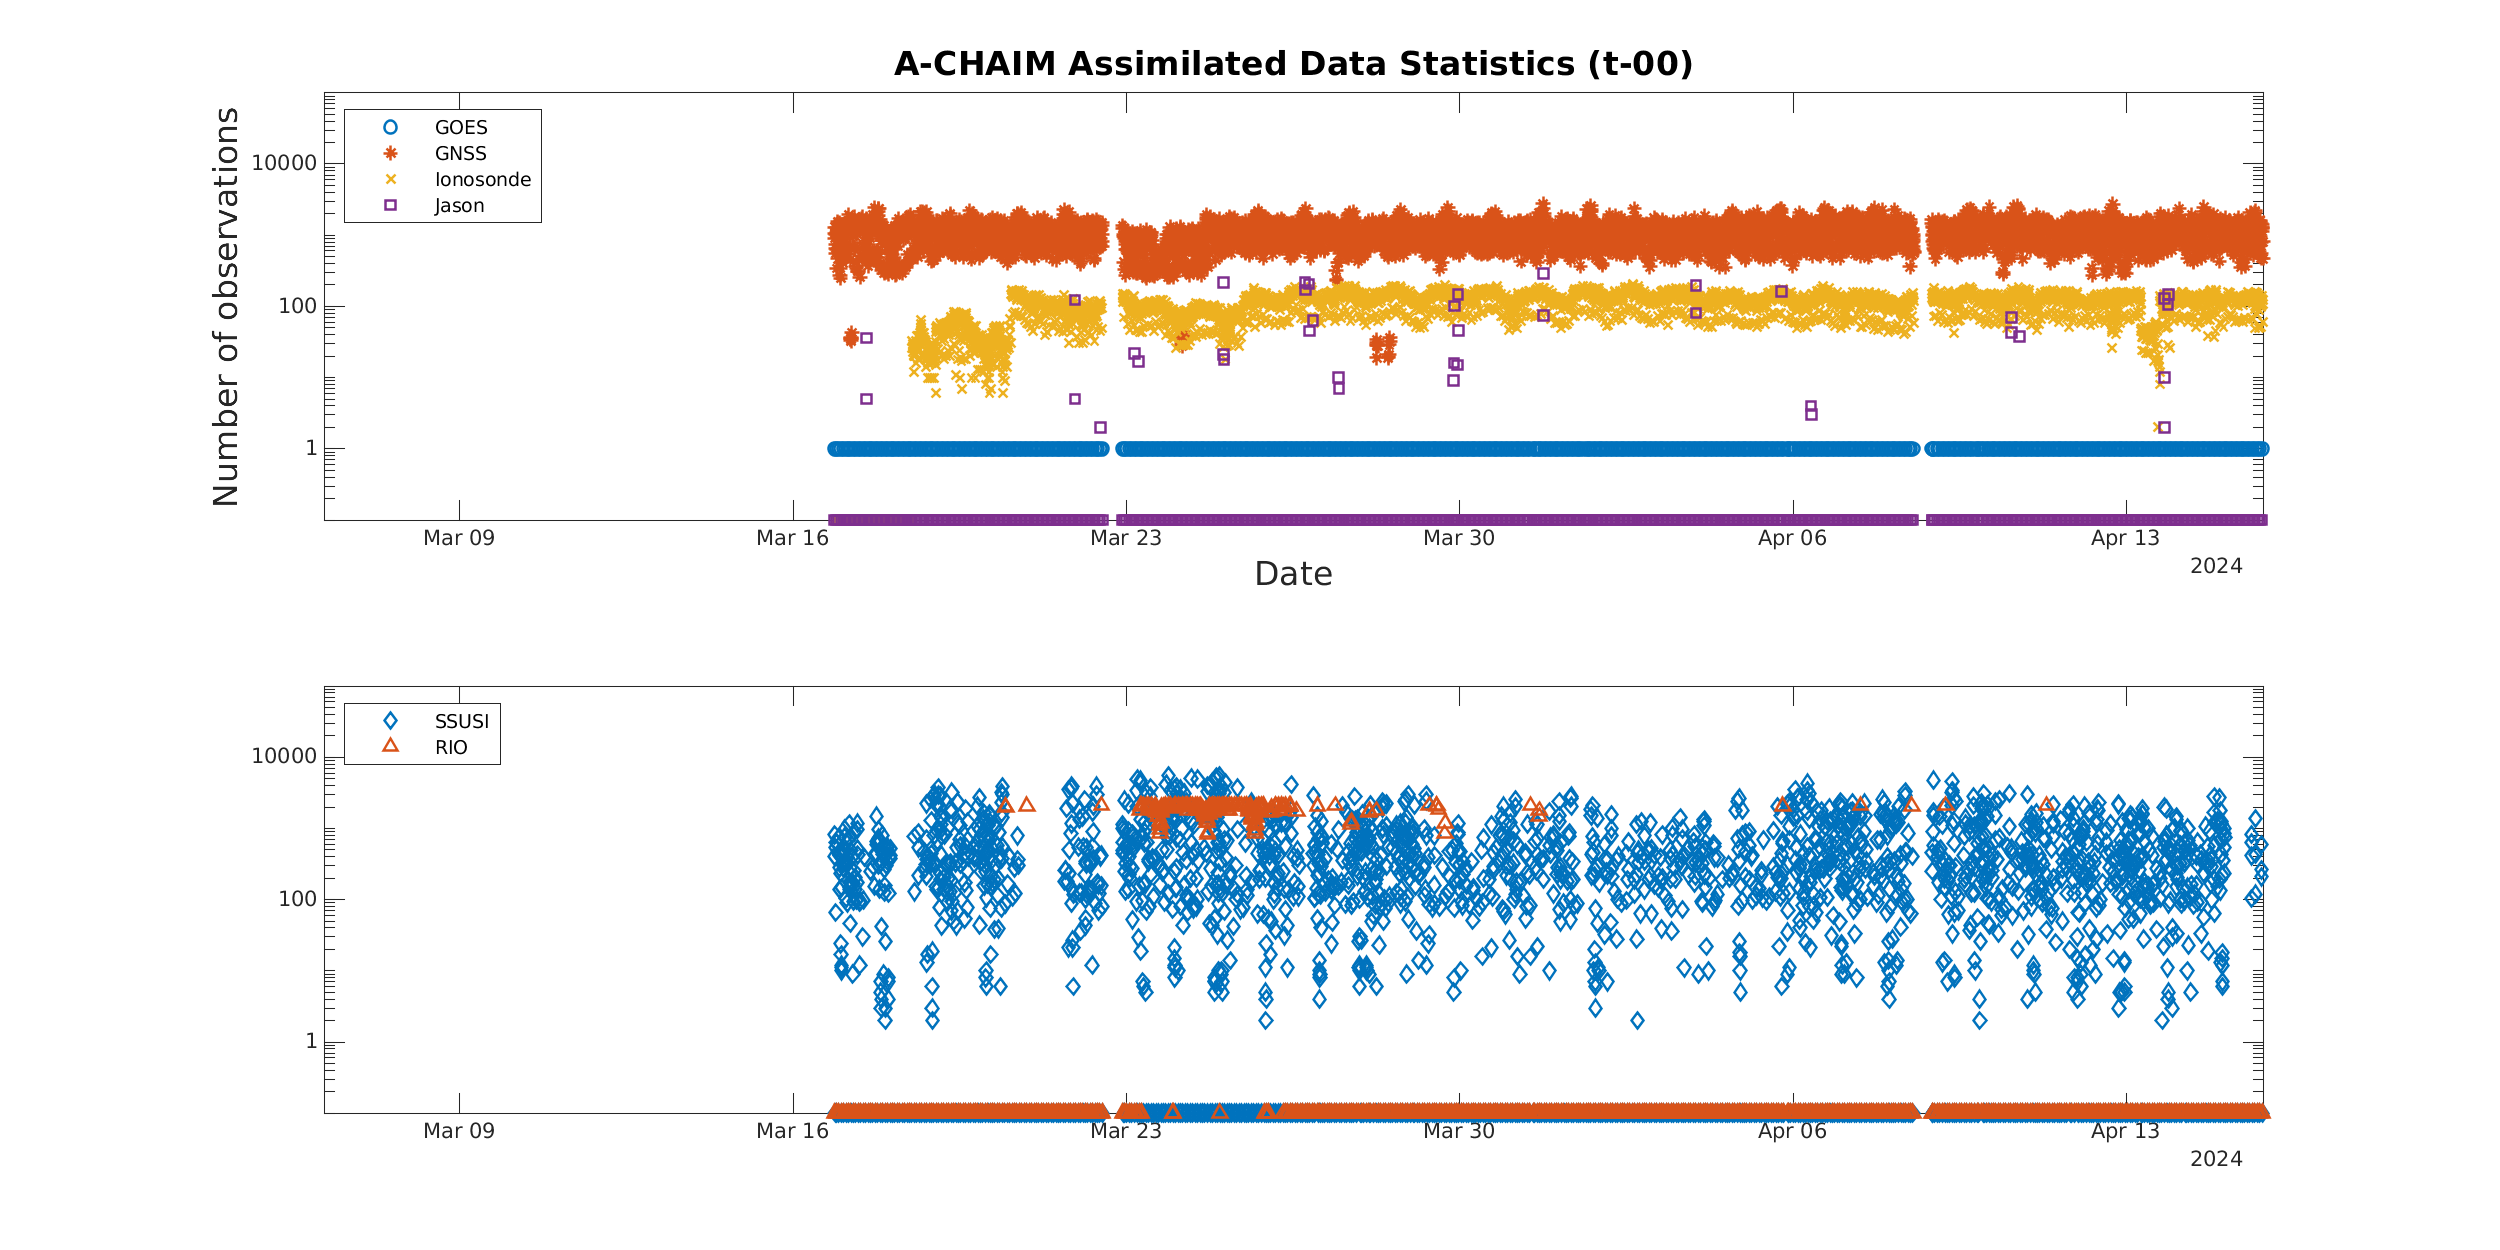 A-CHAIM Assimilated Data Statistics (t-00)
GOES
GNSS
Ionosonde
Jason
Number of observations
10000
100
1
Mar 09
Mar 16
Mar 23
Mar 30
Apr 06
Apr 13
2024
Date
SSUSI
RIO
10000
100
1
Mar 09
Mar 16
Mar 23
Mar 30
Apr 06
Apr 13
2024